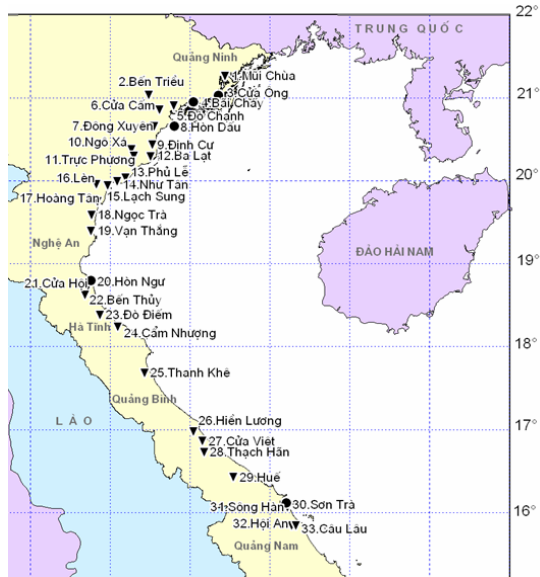 22°
TRUNG QUỐC
Quảng Ninh
1.Mũi Chùa
2.Bến Triều
3.Cửa Ông
21°
4.Bãi Cháy
6.Cửa Cấm
5.Đồ Chanh
7.Đông Xuyên
8.Hòn Dấu
10.Ngô Xá
9.Định Cư
11.Trực Phương
12.Ba Lạt
13.Phú Lễ
16.Lèn
14.Như Tân
20°
15.Lạch Sung
17.Hoàng Tân
18.Ngọc Trà
19.Vạn Thắng
Nghệ An
ĐẢO HẢI NAM
20.Hòn Ngư
21.Cửa Hội
22.Bến Thủy
23.Đò Điểm
Hà Tĩnh
24.Cẩm Nhượng
18°
25.Thanh Khê
Quảng Bình
LÀO
26.Hiền Lương
17°
27.Cửa Việt
28.Thạch Hãn
29.Huế
30.Sơn Trà
31.Sông Hàn
16°
32.Hội An
33.Câu Lâu
Quảng Nam